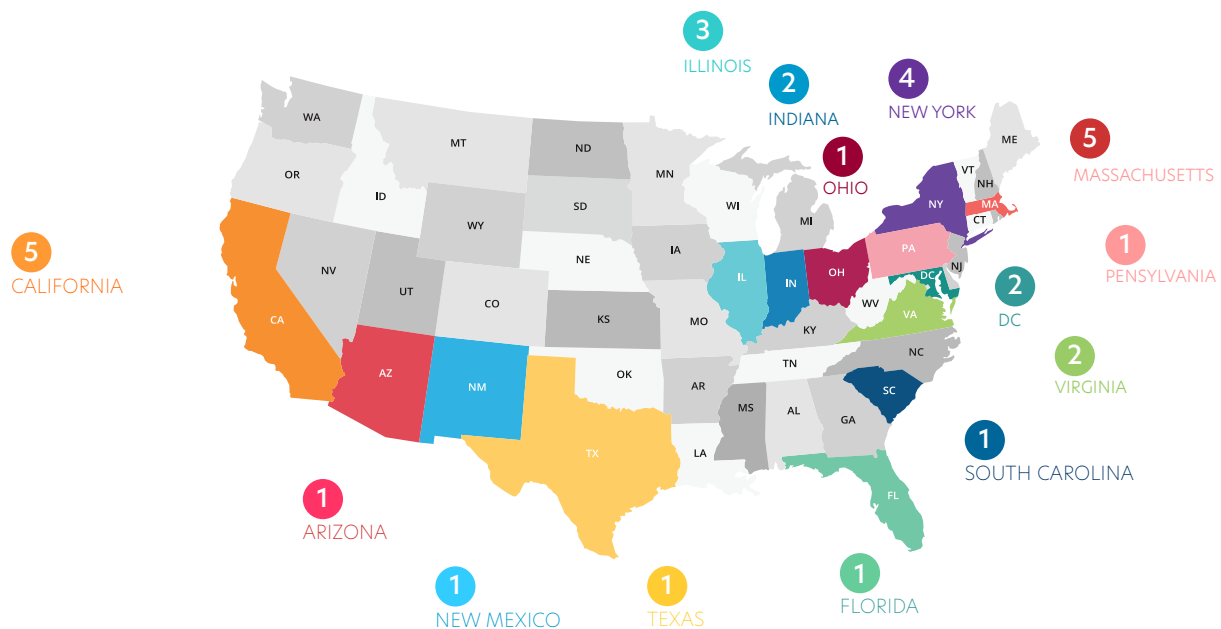 3
ILLINOIS
2
INDIANA
4
NEW YORK
1
OHIO
5
MASSACHUSETTS
1
PENSYLVANIA
2
DC
2
VIRGINIA
1
SOUTH CAROLINA
1
FLORIDA
1
TEXAS
1
NEW MEXICO
1
ARIZONA
5
CALIFORNIA
WA
OR
CA
ID
NV
MT
WY
UT
AZ
CO
NM
ND
SD
NE
KS
OK
TX
MN
IA
MO
AR
LA
WI
IL
MI
IN
OH
KY
TN
MS
AL
GA
FL
SC
NC
VA
WV
DC
PA
NJ
NY
CT
MA
VT
NH
ME